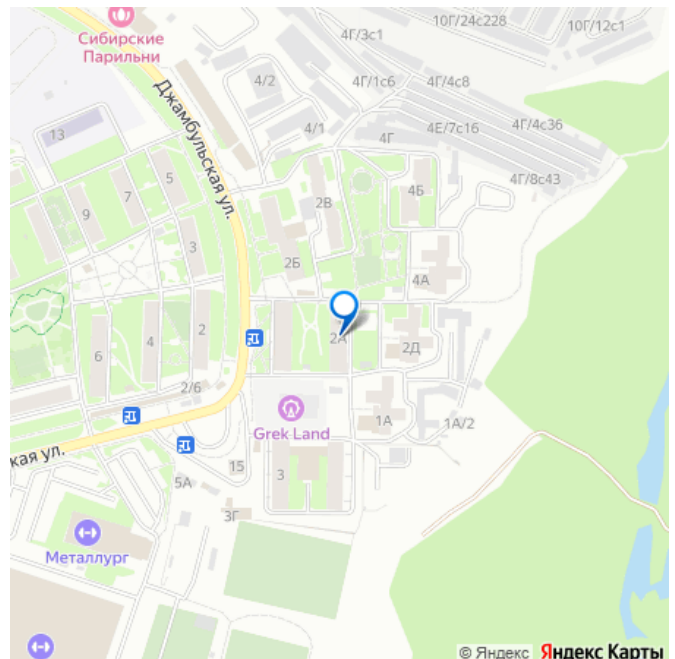 10Г/24с228
10Г/12с1
Сибирские
Парильни
4Г/3с1
4/2
4Г/1с6
4Г/4с8
Джамбульская ул.
13
4/1
4Г
4Е/7с16
4Г/4с36
4Г/8с43
5
7
9
2В
4Б
3
2Б
4А
2
4
6
2А
2Д
2/6
Grek Land
1А
1А/2
кая ул.
15
3
5А
3Г
Металлург
© Яндекс Яндекс Карты